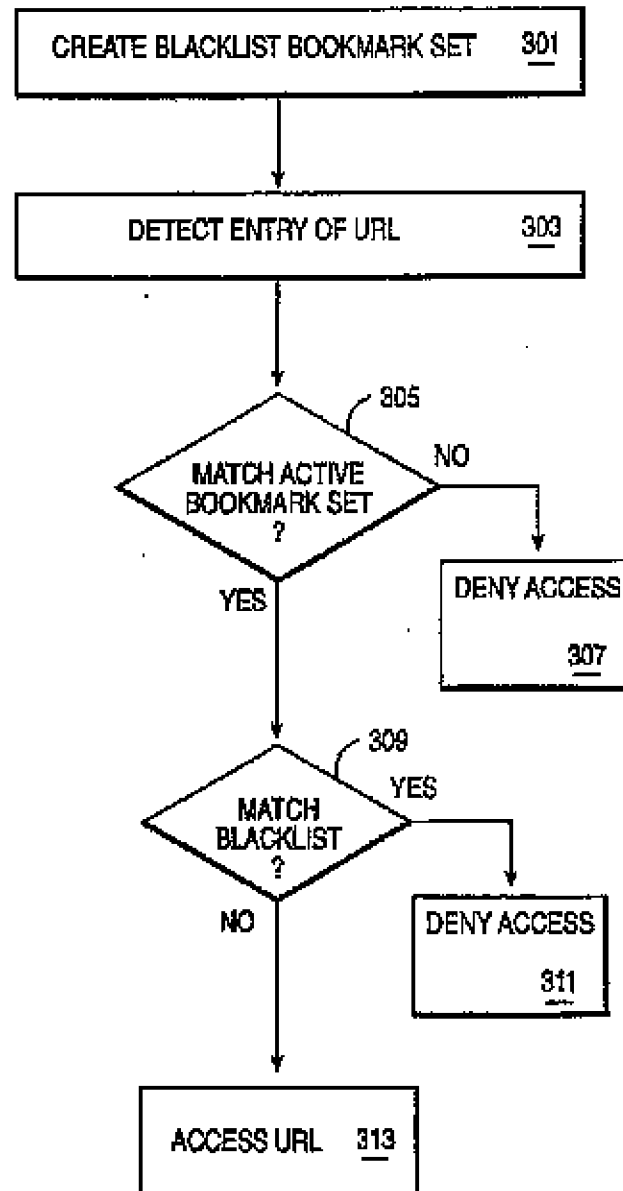 CREATE BLACKLIST BOOKMARK SET 301
DETECT ENTRY OF URL 303
305
MATCH ACTIVE
BOOKMARK SET
?
NO
YES
DENY ACCESS
307
309
MATCH
BLACKLIST
?
YES
NO
DENY ACCESS
311
ACCESS URL 313